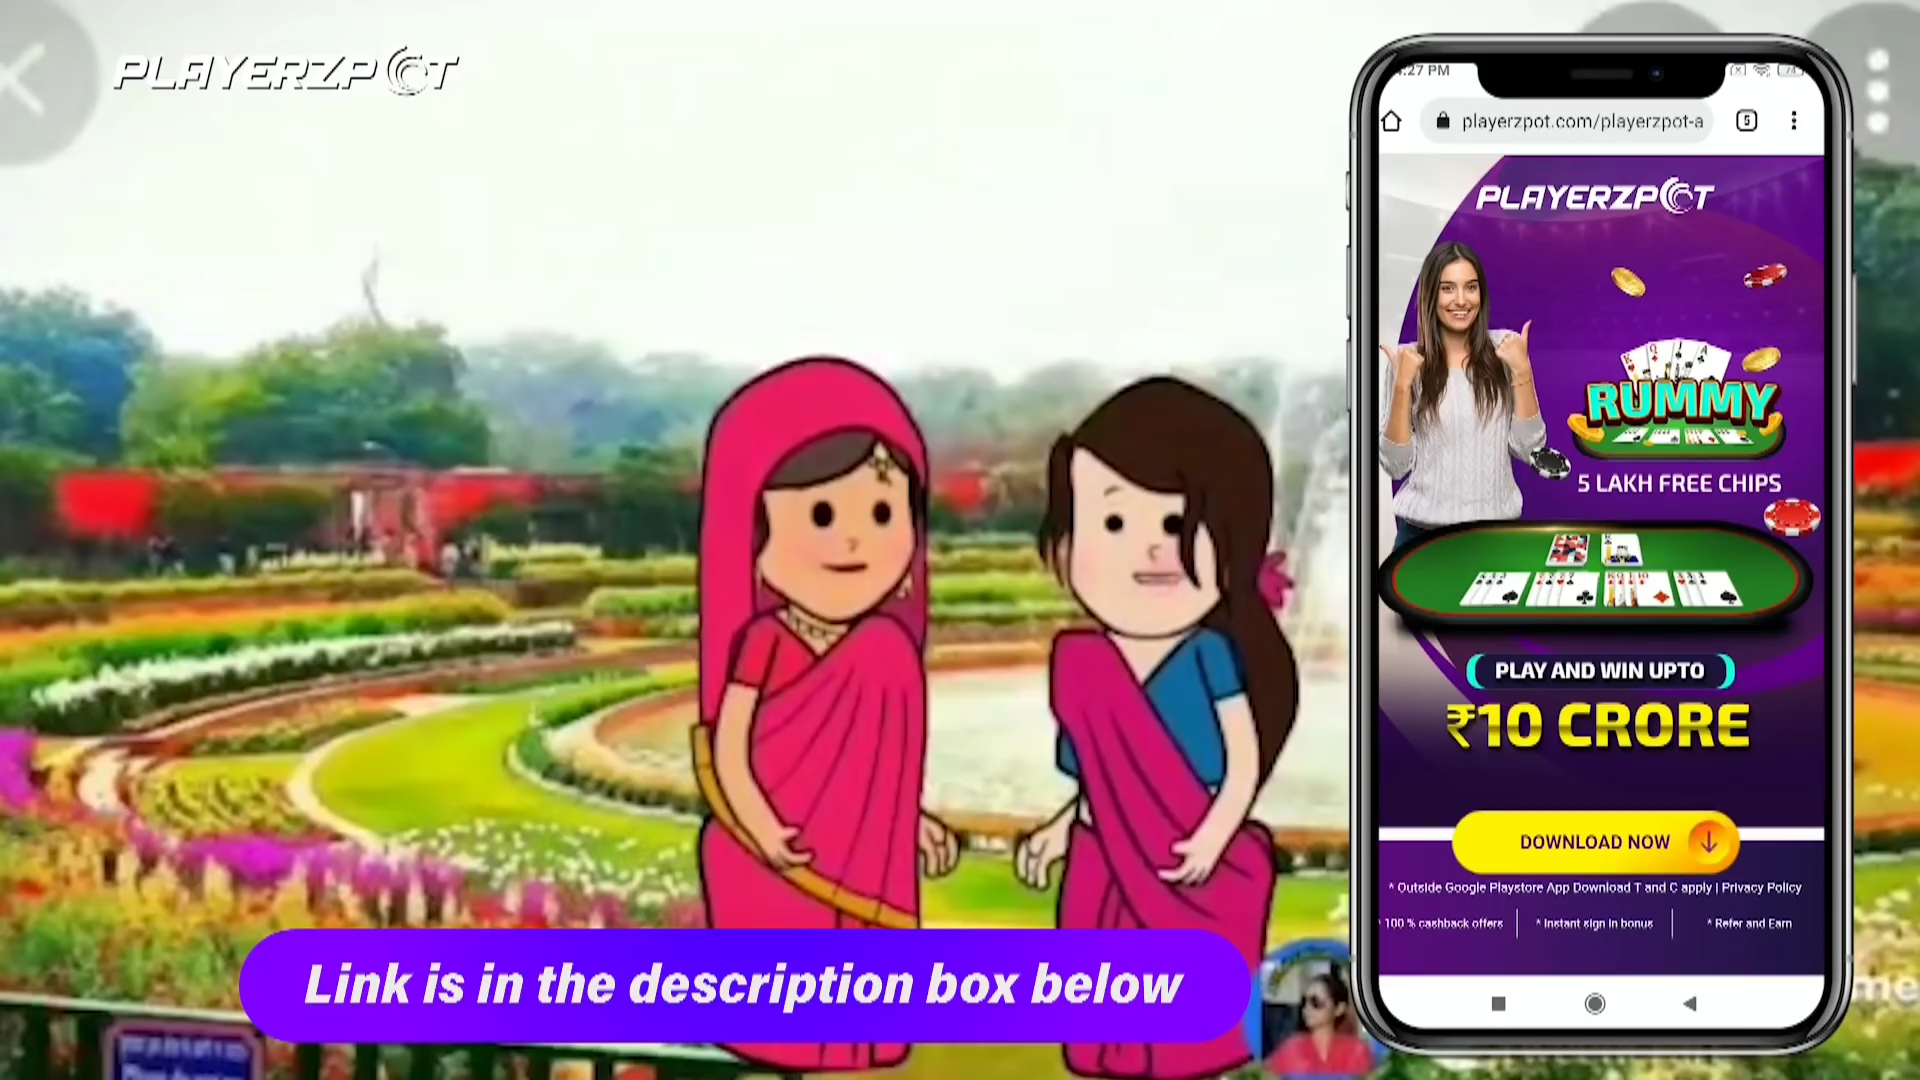 PLAYERZPOT
4:27 PM
playerzpot.com/playerzpot-a
5
PLAYERZPOT
RUMMY
5 LAKH FREE CHIPS
PLAY AND WIN UPTO
₹10 CRORE
DOWNLOAD NOW
* Outside Google Playstore App Download T and C apply | Privacy Policy
* 100 % cashback offers
* Instant sign in bonus
* Refer and Earn
Link is in the description box below